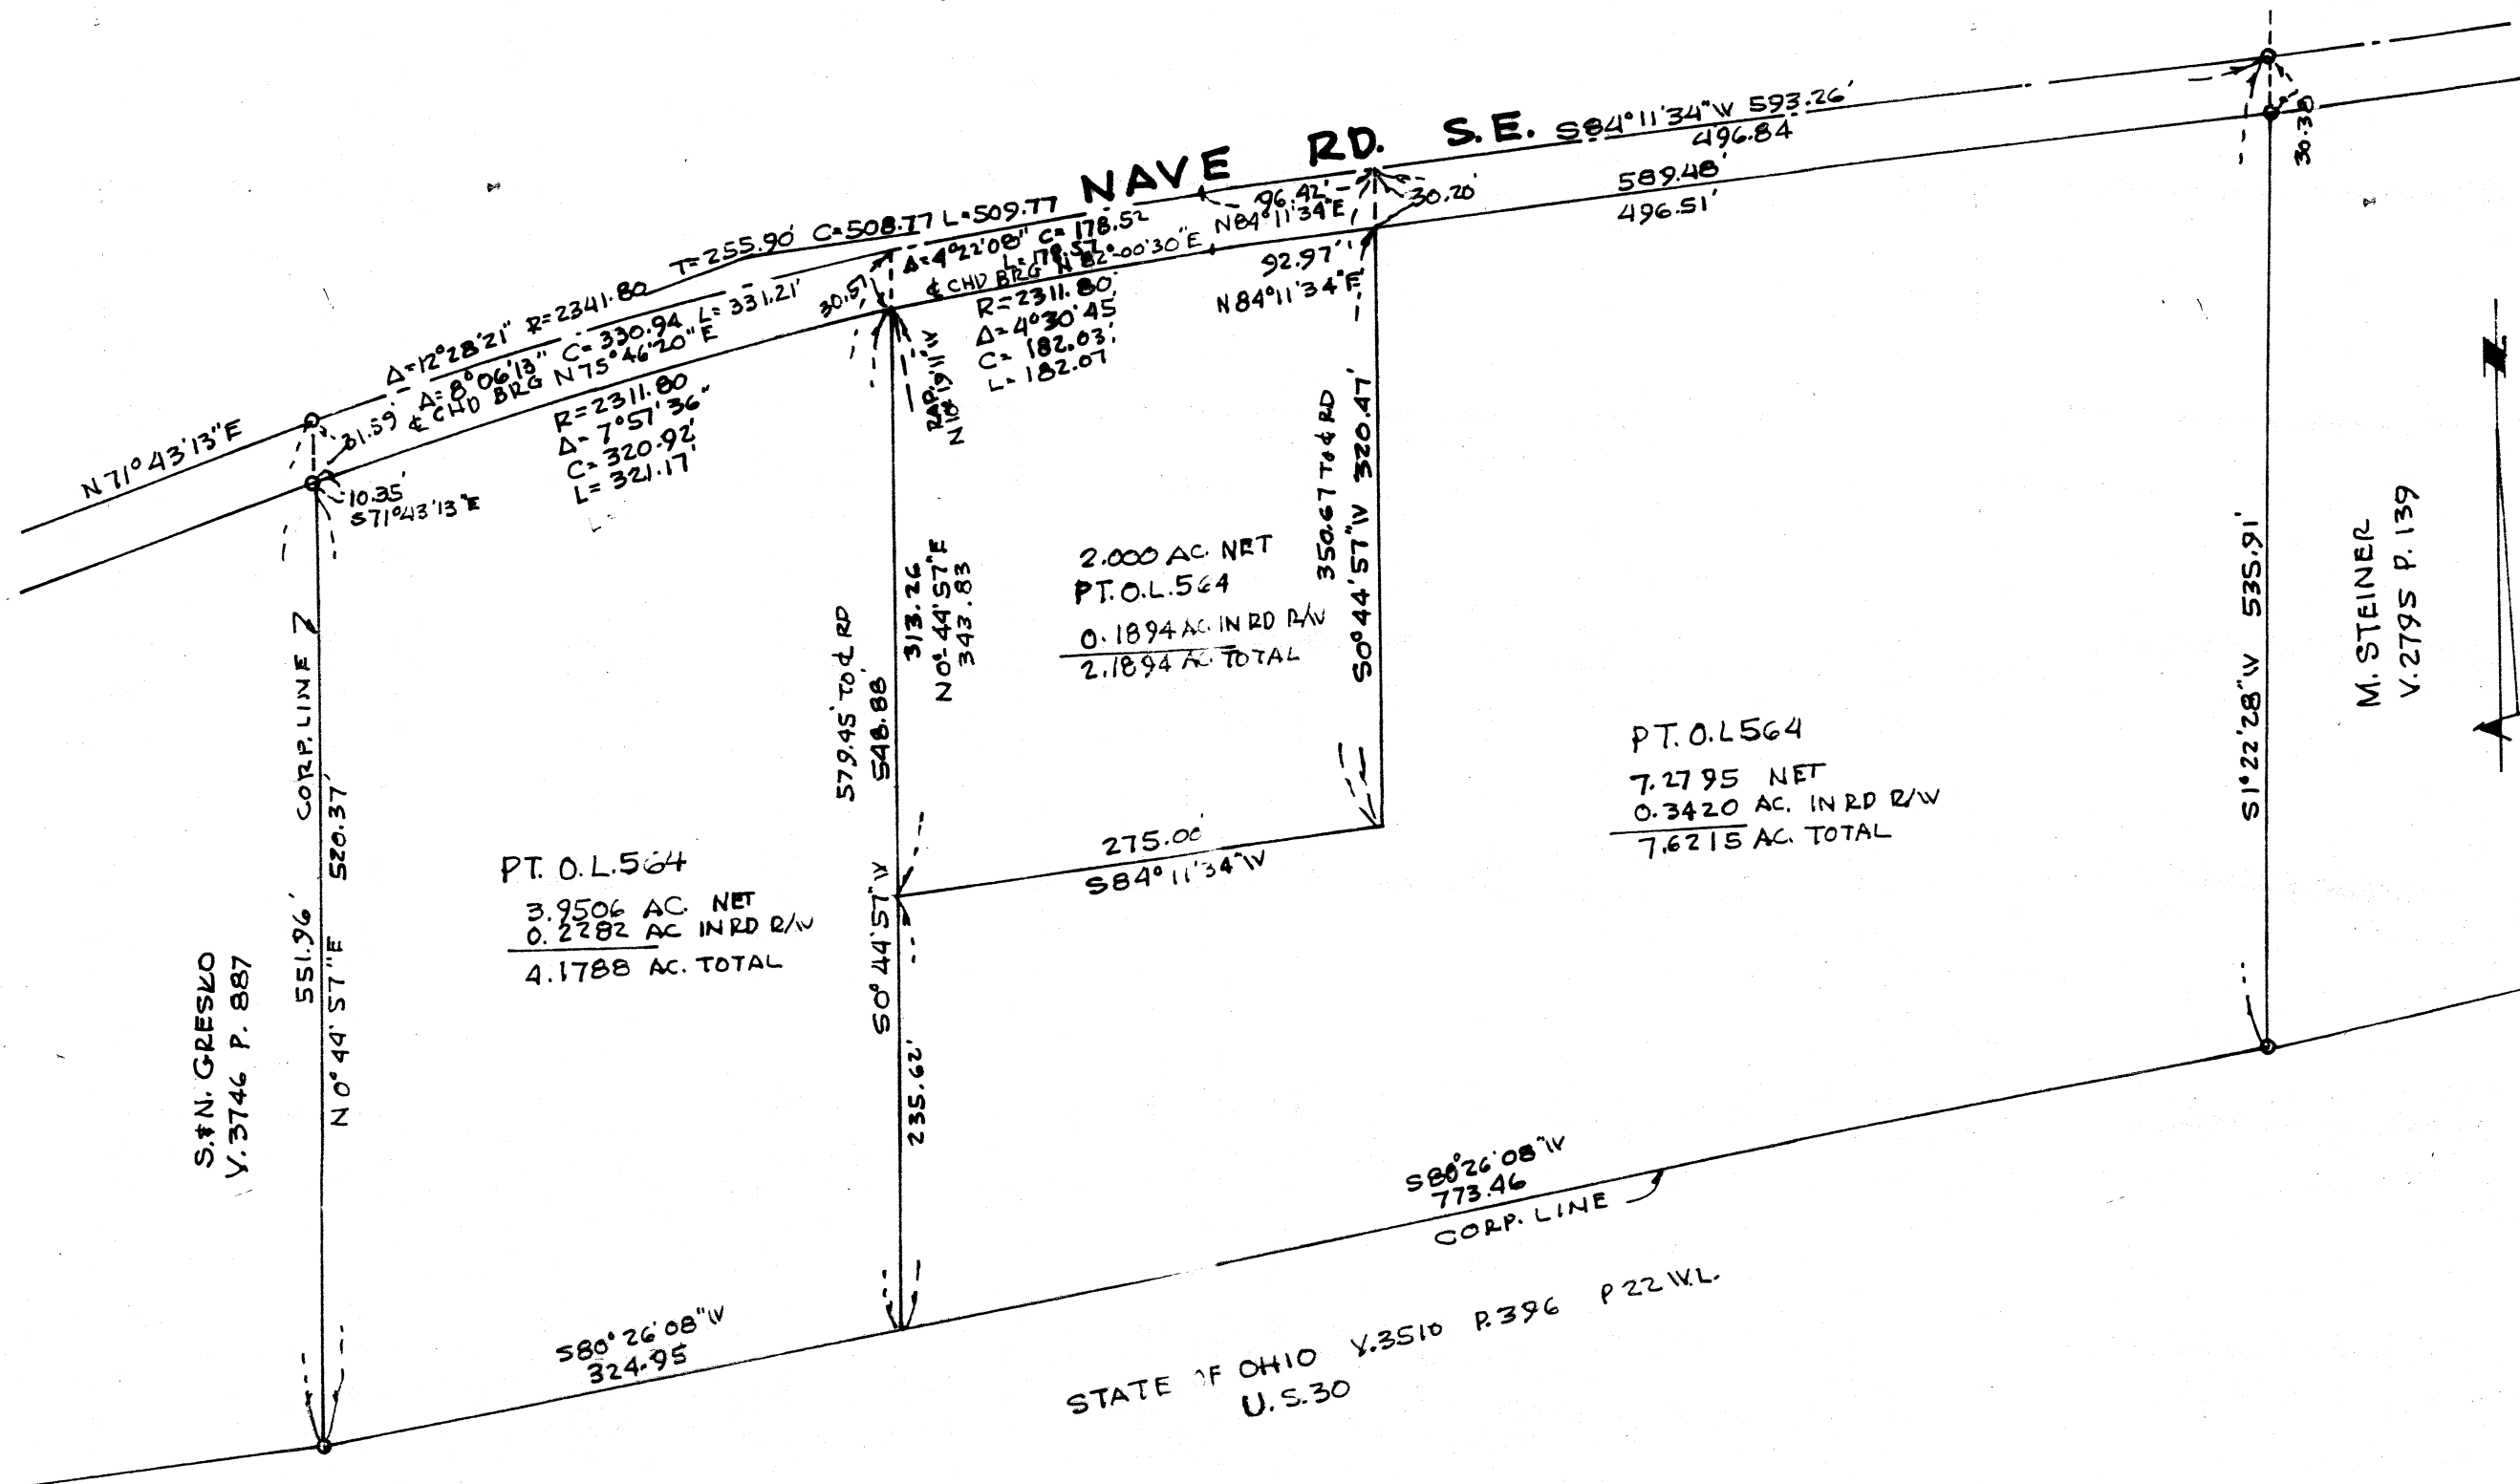 NAVE RD. S.E.
S84°11'34"W 593.26'
496.84
589.48'
496.51'
30.30
T=255.90' C=508.77 L=509.77
Δ=4°22'08" C=178.52
L=178.57
℄ CHD BRG N 82°00'30"E
96.42'
N84°11'34"E
30.20'
92.97'
N84°11'34"E
R=2311.80'
Δ=4°30'45
C=182.03'
L=182.07
30.57
Δ=12°28'21" R=2341.80
Δ=8°06'13" C=330.94 L=331.21'
℄ CHD BRG N75°46'20"E
R=2311.80
Δ=7°57'36"
C=320.92'
L=321.17'
N71°43'13"E
31.59
10.35'
S71°43'13"E
CORP. LINE
551.96'
520.37'
N0°44'57"E
S.&N. GRESKO
V.3746 P. 887
PT. O.L.564
3.9506 AC. NET
0.2282 AC IN RD R/W
4.1788 AC. TOTAL
579.45 TO ℄ RD
548.88
S0°44'57"W
313.26
N0°44'57"E
343.83
235.62'
2.000 AC. NET
PT.O.L.564
0.1894 AC. IN RD R/W
2.1894 AC. TOTAL
350.67 TO ℄ RD
S0°44'57"W 320.47'
275.00'
S84°11'34"W
PT. O.L 564
7.2795 NET
0.3420 AC. IN RD R/W
7.6215 AC. TOTAL
S1°22'28"W 535.91'
M. STEINER
V.2795 P.139
N
S80°26'08"W
773.46
CORP. LINE
S80°26'08"W
324.95
STATE OF OHIO V.3510 P.396 P 22 W.L.
U.S.30